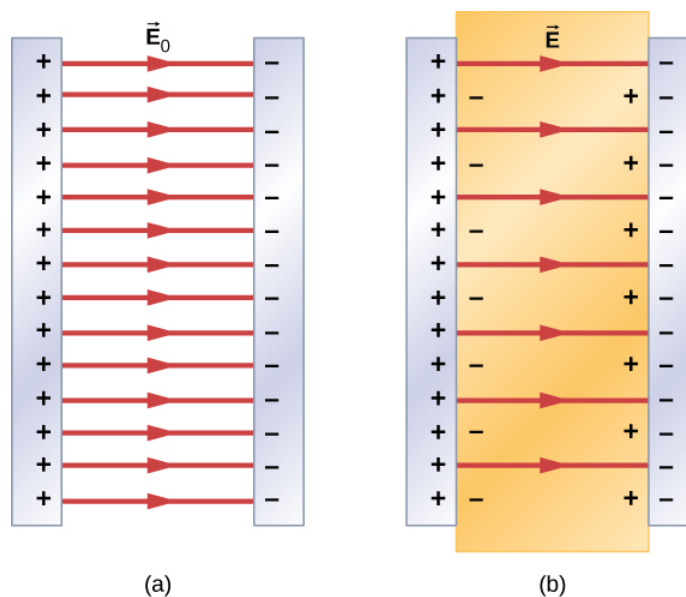 E⃗₀
E⃗
+ − + −
+ − + − + −
+ − + −
+ − + − + −
+ − + −
+ − + − + −
+ − + −
+ − + − + −
+ − + −
+ − + − + −
+ − + −
+ − + − + −
+ − + −
+ − + − + −
(a)
(b)